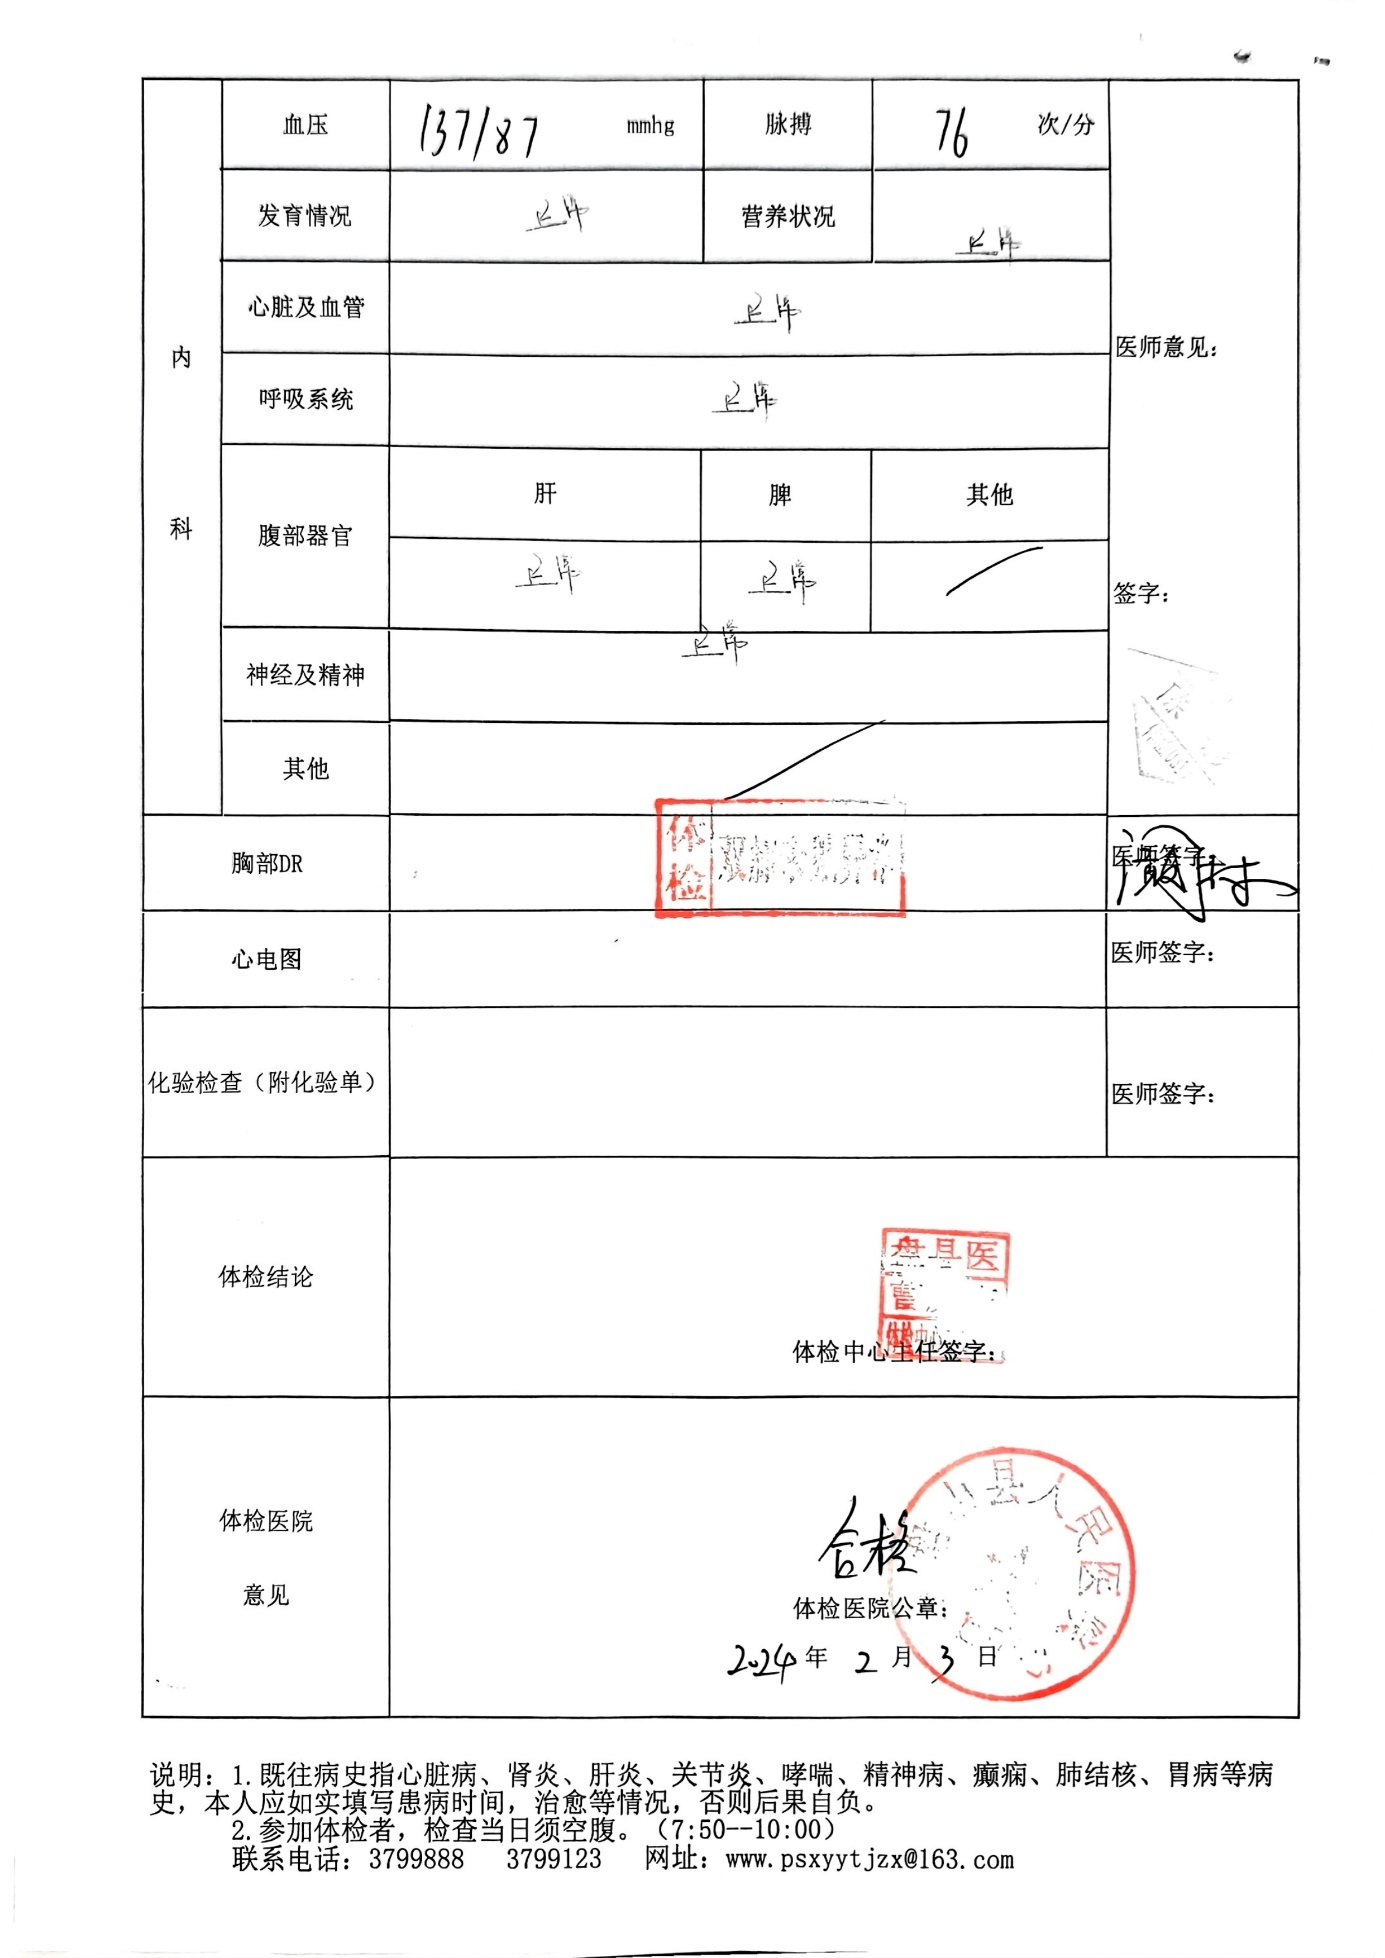 血压 137/87 mmhg 脉搏 76 次/分
发育情况 正常 营养状况 正常
心脏及血管 正常
医师意见：
呼吸系统 正常
内科
腹部器官 肝 脾 其他
正常 正常
签字：
神经及精神 正常
其他
胸部DR 体检 医师签字：
心电图 医师签字：
化验检查（附化验单） 医师签字：
体检结论
体检中心主任签字：
县人民医院
体检医院
意见
合格
体检医院公章：
2024年2月3日
说明：1.既往病史指心脏病、肾炎、肝炎、关节炎、哮喘、精神病、癫痫、肺结核、胃病等病
史，本人应如实填写患病时间，治愈等情况，否则后果自负。
2.参加体检者，检查当日须空腹。（7:50--10:00）
联系电话：3799888 3799123 网址：www.psxyytjzx@163.com